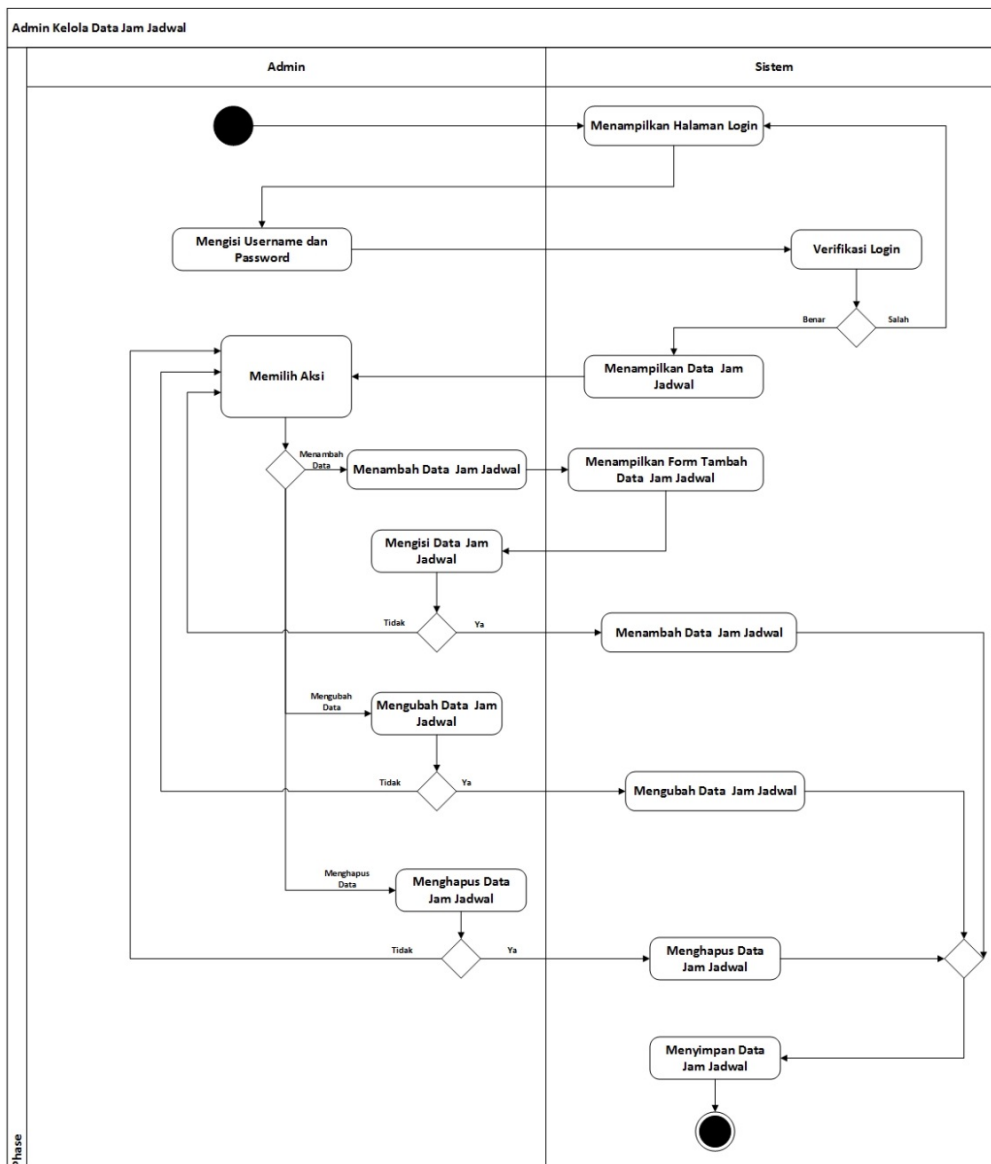 Admin Kelola Data Jam Jadwal
Admin
Sistem
Menampilkan Halaman Login
Mengisi Username dan
Password
Verifikasi Login
Benar
Salah
Memilih Aksi
Menampilkan Data Jam
Jadwal
Menambah
Data
Menambah Data Jam Jadwal
Menampilkan Form Tambah
Data Jam Jadwal
Mengisi Data Jam
Jadwal
Tidak
Ya
Menambah Data Jam Jadwal
Mengubah
Data
Mengubah Data Jam
Jadwal
Tidak
Ya
Mengubah Data Jam Jadwal
Menghapus
Data
Menghapus Data
Jam Jadwal
Tidak
Ya
Menghapus Data
Jam Jadwal
Menyimpan Data
Jam Jadwal
Phase